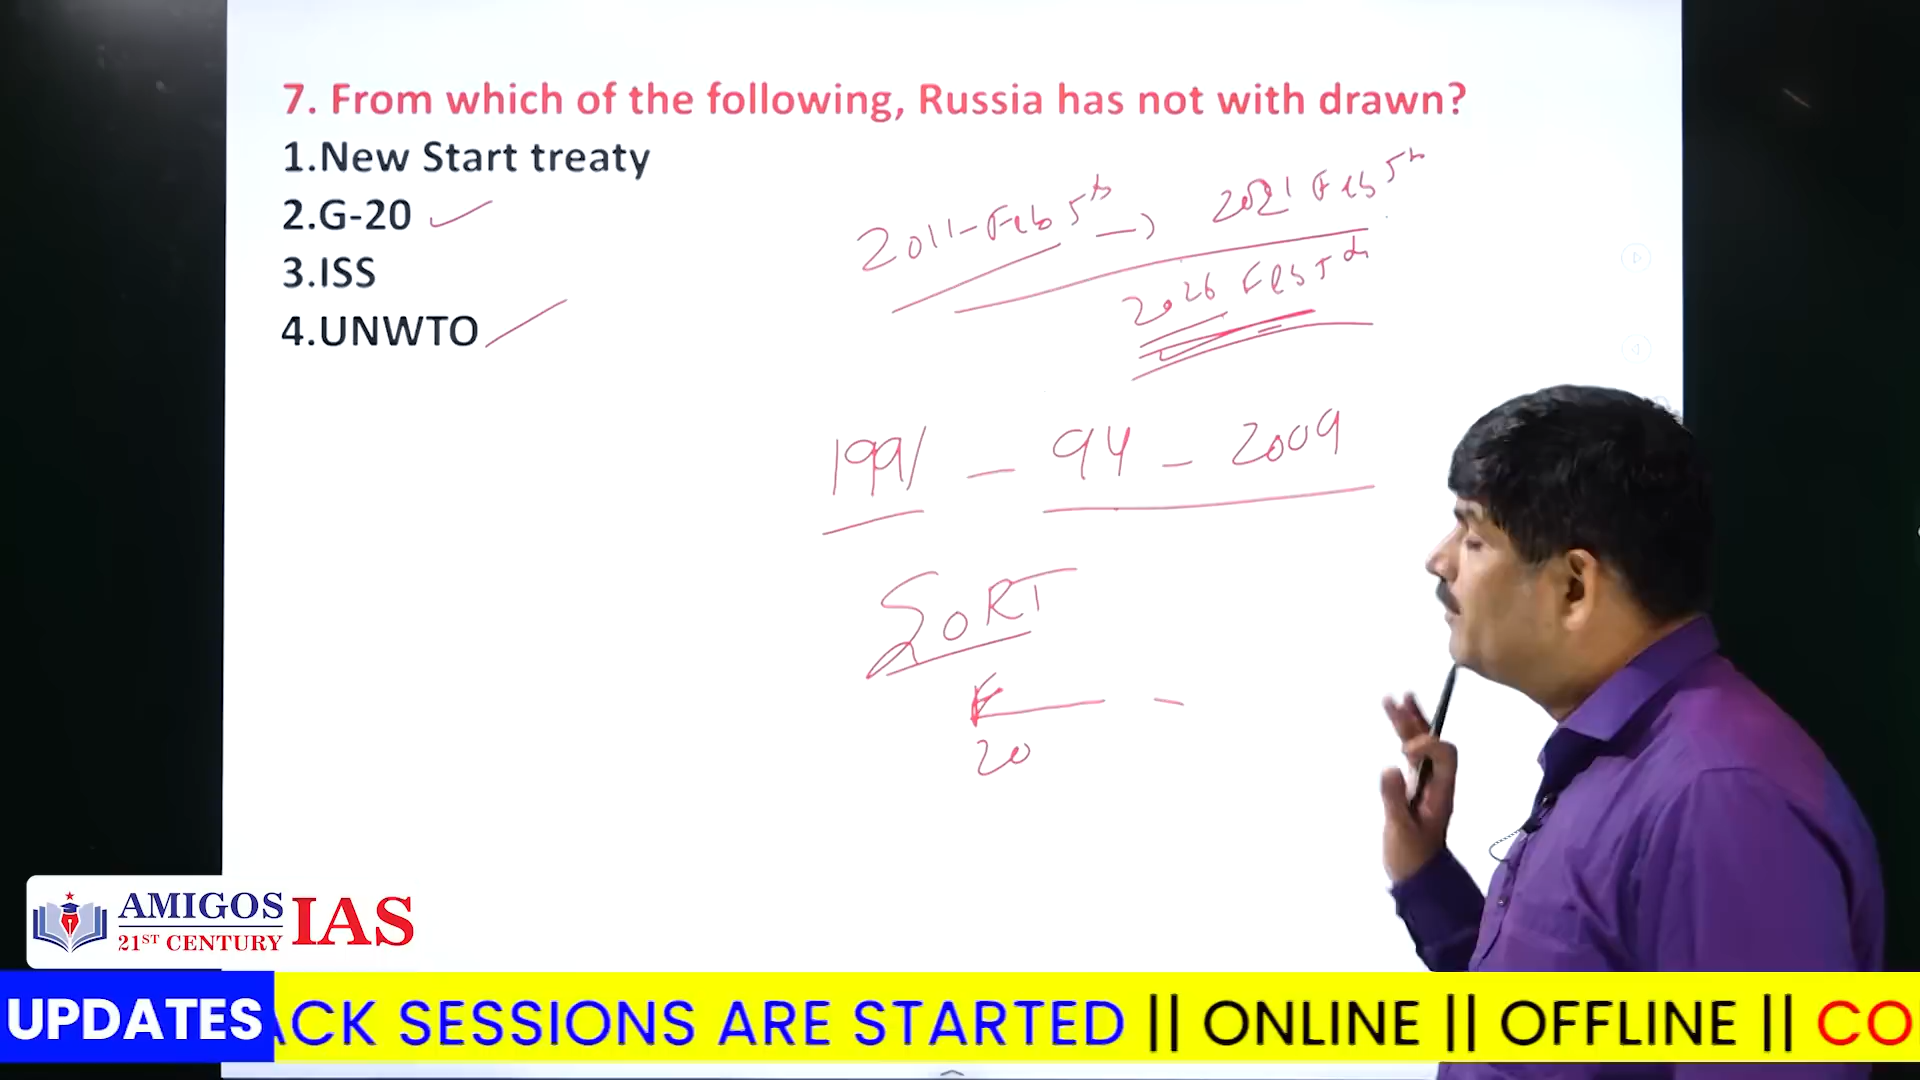 7. From which of the following, Russia has not with drawn?
1.New Start treaty
2.G-20
3.ISS
4.UNWTO
2011-Feb 5th → 2021 Feb 5th
2026 Feb 5th
1991 - 94 - 2009
SORT
20
AMIGOS
21ST CENTURY
IAS
UPDATES
ACK SESSIONS ARE STARTED || ONLINE || OFFLINE || CO